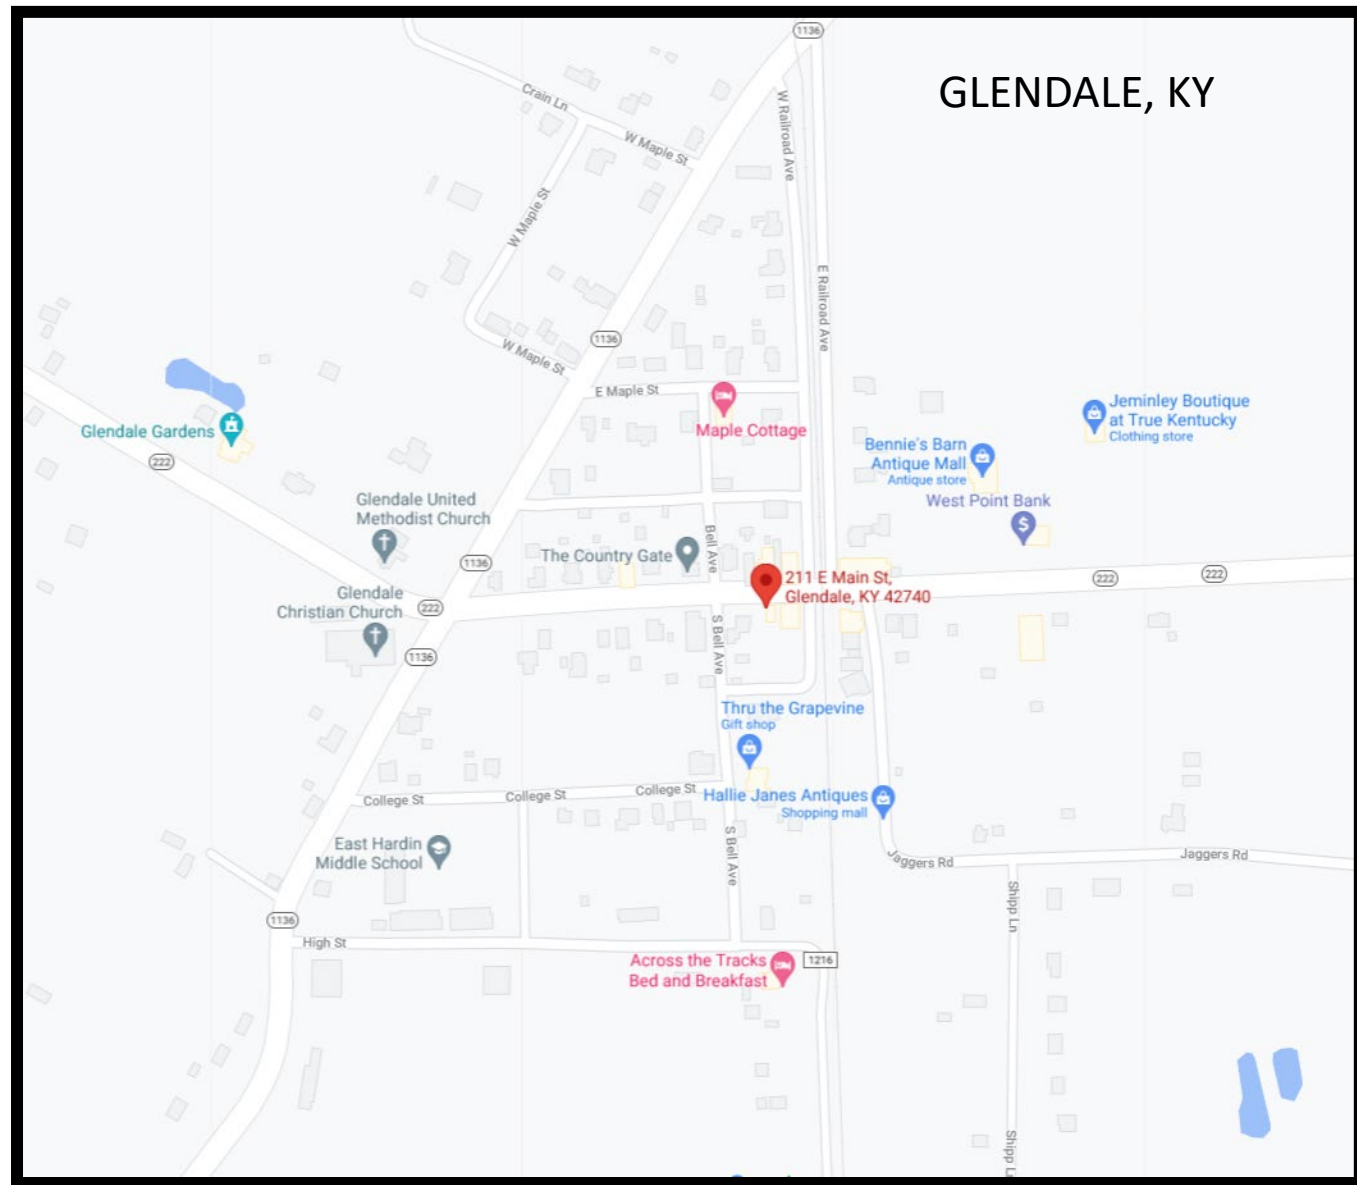 1136
GLENDALE, KY
Crain Ln
W Maple St
W Railroad Ave
W Maple St
E Railroad Ave
1136
W Maple St
E Maple St
Maple Cottage
Jeminley Boutique
at True Kentucky
Clothing store
Glendale Gardens
222
Bennie's Barn
Antique Mall
Antique store
West Point Bank
Glendale United
Methodist Church
Bell Ave
The Country Gate
1136
211 E Main St,
Glendale, KY 42740
222
222
Glendale
Christian Church
222
1136
S Bell Ave
Thru the Grapevine
Gift shop
College St
College St
College St
Hallie Janes Antiques
Shopping mall
East Hardin
Middle School
S Bell Ave
Jaggers Rd
Jaggers Rd
Shipp Ln
1136
High St
Across the Tracks
Bed and Breakfast
1216